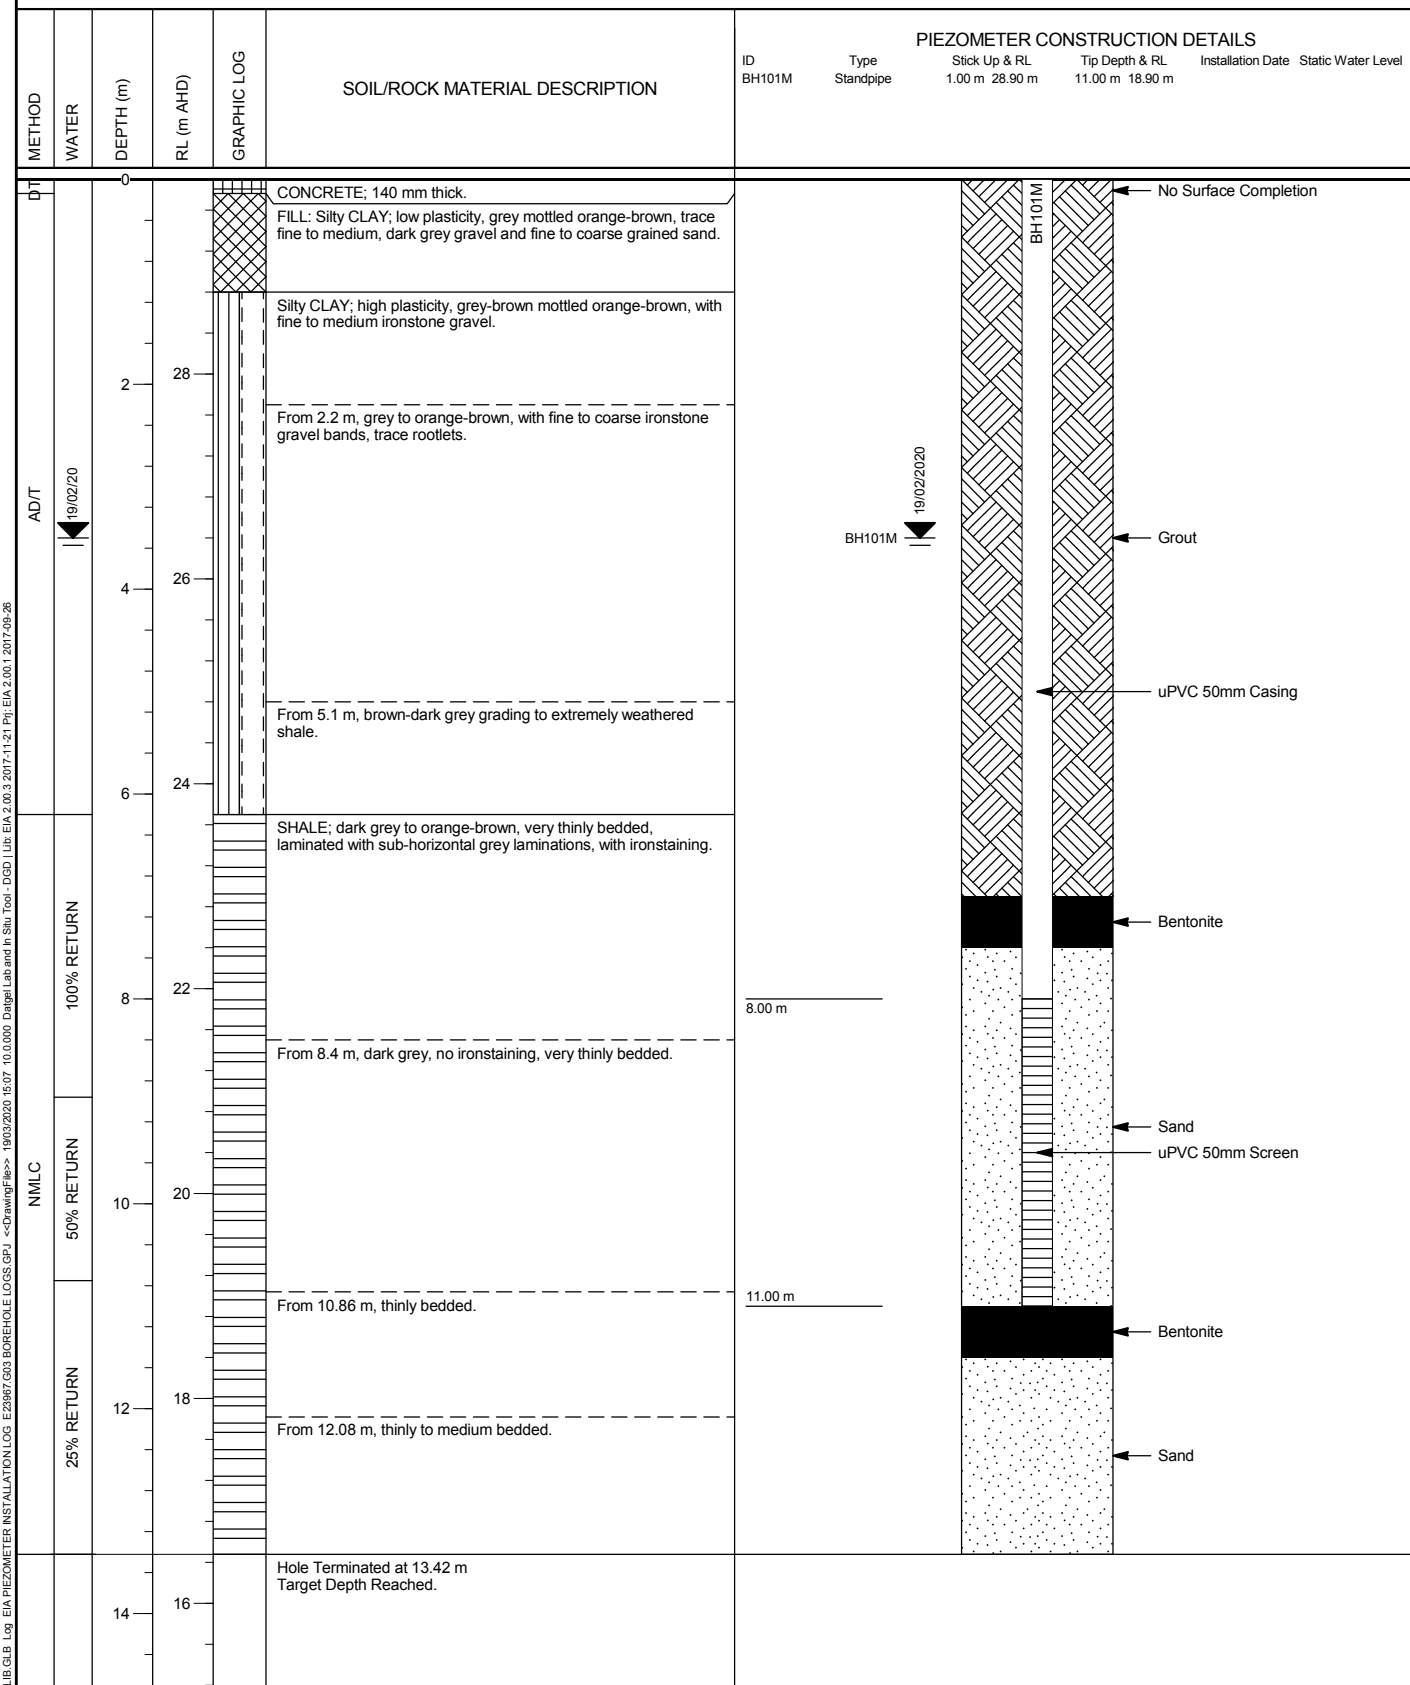 PIEZOMETER CONSTRUCTION DETAILS
METHOD
WATER
DEPTH (m)
RL (m AHD)
GRAPHIC LOG
SOIL/ROCK MATERIAL DESCRIPTION
ID Type Stick Up & RL Tip Depth & RL Installation Date Static Water Level
BH101M Standpipe 1.00 m 28.90 m 11.00 m 18.90 m
DT
0
CONCRETE; 140 mm thick.
BH101M
No Surface Completion
FILL: Silty CLAY; low plasticity, grey mottled orange-brown, trace
fine to medium, dark grey gravel and fine to coarse grained sand.
Silty CLAY; high plasticity, grey-brown mottled orange-brown, with
fine to medium ironstone gravel.
28
2
From 2.2 m, grey to orange-brown, with fine to coarse ironstone
gravel bands, trace rootlets.
AD/T
19/02/20
19/02/2020
BH101M
Grout
26
4
uPVC 50mm Casing
From 5.1 m, brown-dark grey grading to extremely weathered
shale.
24
6
SHALE; dark grey to orange-brown, very thinly bedded,
laminated with sub-horizontal grey laminations, with ironstaining.
100% RETURN
Bentonite
22
8
8.00 m
From 8.4 m, dark grey, no ironstaining, very thinly bedded.
Sand
uPVC 50mm Screen
NMLC
50% RETURN
20
10
11.00 m
From 10.86 m, thinly bedded.
Bentonite
25% RETURN
18
12
From 12.08 m, thinly to medium bedded.
Sand
Hole Terminated at 13.42 m
Target Depth Reached.
16
14
LIB.GLB Log EIA PIEZOMETER INSTALLATION LOG E23967.G03 BOREHOLE LOGS.GPJ <<DrawingFile>> 19/03/2020 15:07 10.0.000 Datgel Lab and In Situ Tool - DGD | Lib: EIA 2.00.3 2017-11-21 Prj: EIA 2.00.1 2017-09-26